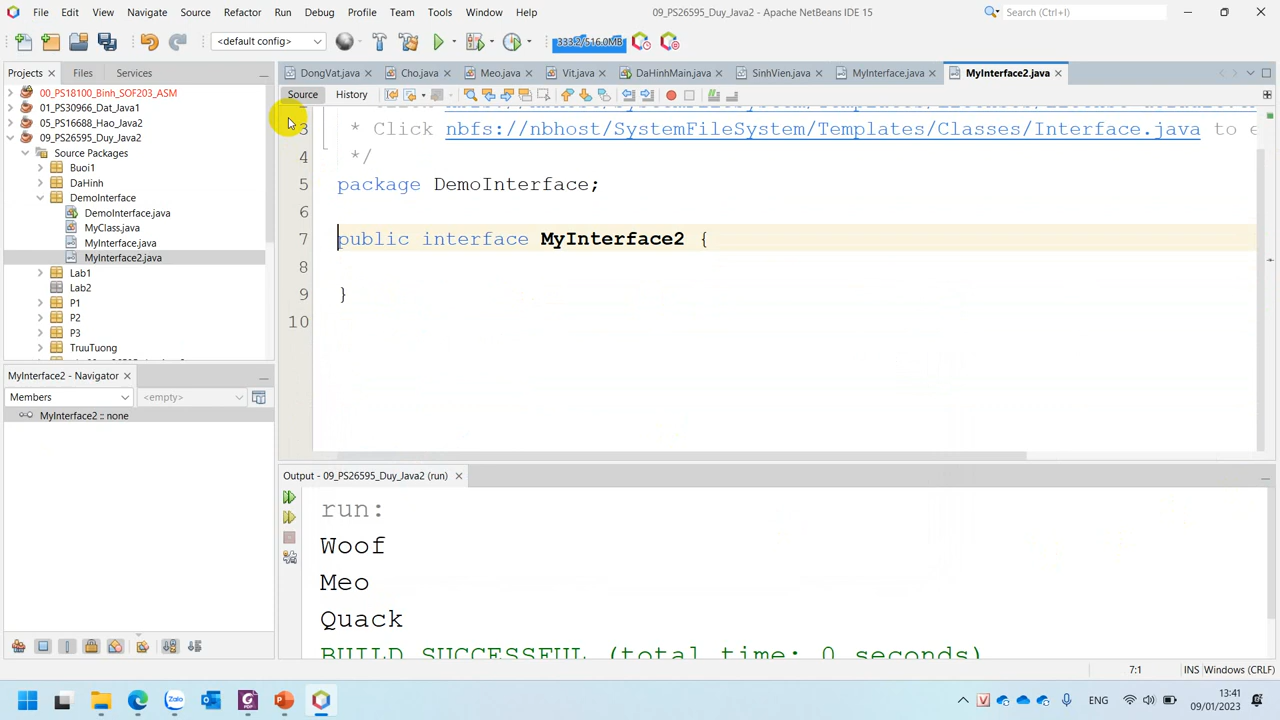 File Edit View Navigate Source Refactor Run Debug Profile Team Tools Window Help
09_PS26595_Duy_Java2 - Apache NetBeans IDE 15
Search (Ctrl+I)
<default config>
333.2/516.0MB
Projects Files Services
DongVat.java Cho.java Meo.java Vit.java DaHinhMain.java SinhVien.java MyInterface.java MyInterface2.java
Source History
00_PS18100_Binh_SOF203_ASM
01_PS30966_Dat_Java1
05_PS16688_Hao_Java2
09_PS26595_Duy_Java2
Source Packages
Buoi1
DaHinh
DemoInterface
DemoInterface.java
MyClass.java
MyInterface.java
MyInterface2.java
Lab1
Lab2
P1
P2
P3
TruuTuong
3 * Click nbfs://nbhost/SystemFileSystem/Templates/Classes/Interface.java to e
4 */
5 package DemoInterface;
6
7 public interface MyInterface2 {
8
9 }
10
MyInterface2 - Navigator
Members <empty>
MyInterface2 :: none
Output - 09_PS26595_Duy_Java2 (run)
run:
Woof
Meo
Quack
BUILD SUCCESSFUL (total time: 0 seconds)
7:1 INS Windows (CRLF)
Zalo
ENG
13:41
09/01/2023